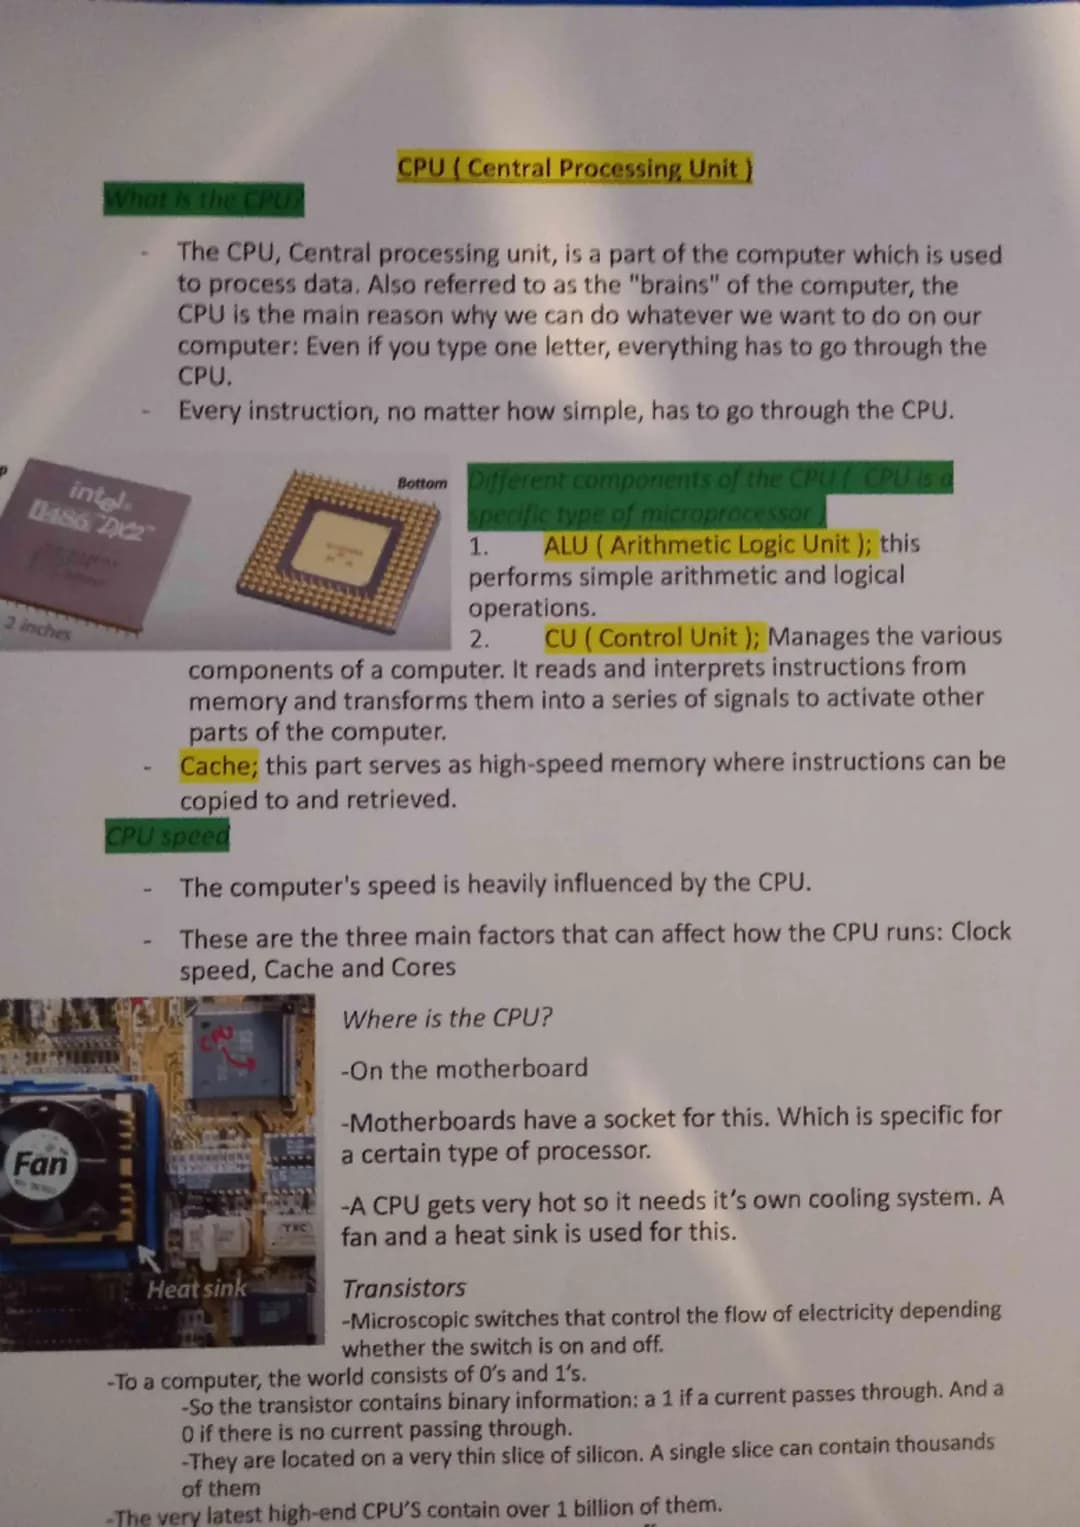 CPU ( Central Processing Unit )
What is the CPU?
- The CPU, Central processing unit, is a part of the computer which is used
to process data. Also referred to as the "brains" of the computer, the
CPU is the main reason why we can do whatever we want to do on our
computer: Even if you type one letter, everything has to go through the
CPU.
- Every instruction, no matter how simple, has to go through the CPU.
intel.
i486 DX2
2 inches
Bottom
Different components of the CPU ( CPU is a
specific type of microprocessor )
1. ALU ( Arithmetic Logic Unit ); this
performs simple arithmetic and logical
operations.
2. CU ( Control Unit ); Manages the various
components of a computer. It reads and interprets instructions from
memory and transforms them into a series of signals to activate other
parts of the computer.
- Cache; this part serves as high-speed memory where instructions can be
copied to and retrieved.
CPU speed
- The computer's speed is heavily influenced by the CPU.
- These are the three main factors that can affect how the CPU runs: Clock
speed, Cache and Cores
CPU
Fan
TXC
Heat sink
Where is the CPU?
-On the motherboard
-Motherboards have a socket for this. Which is specific for
a certain type of processor.
-A CPU gets very hot so it needs it's own cooling system. A
fan and a heat sink is used for this.
Transistors
-Microscopic switches that control the flow of electricity depending
whether the switch is on and off.
-To a computer, the world consists of 0's and 1's.
-So the transistor contains binary information: a 1 if a current passes through. And a
0 if there is no current passing through.
-They are located on a very thin slice of silicon. A single slice can contain thousands
of them
-The very latest high-end CPU'S contain over 1 billion of them.